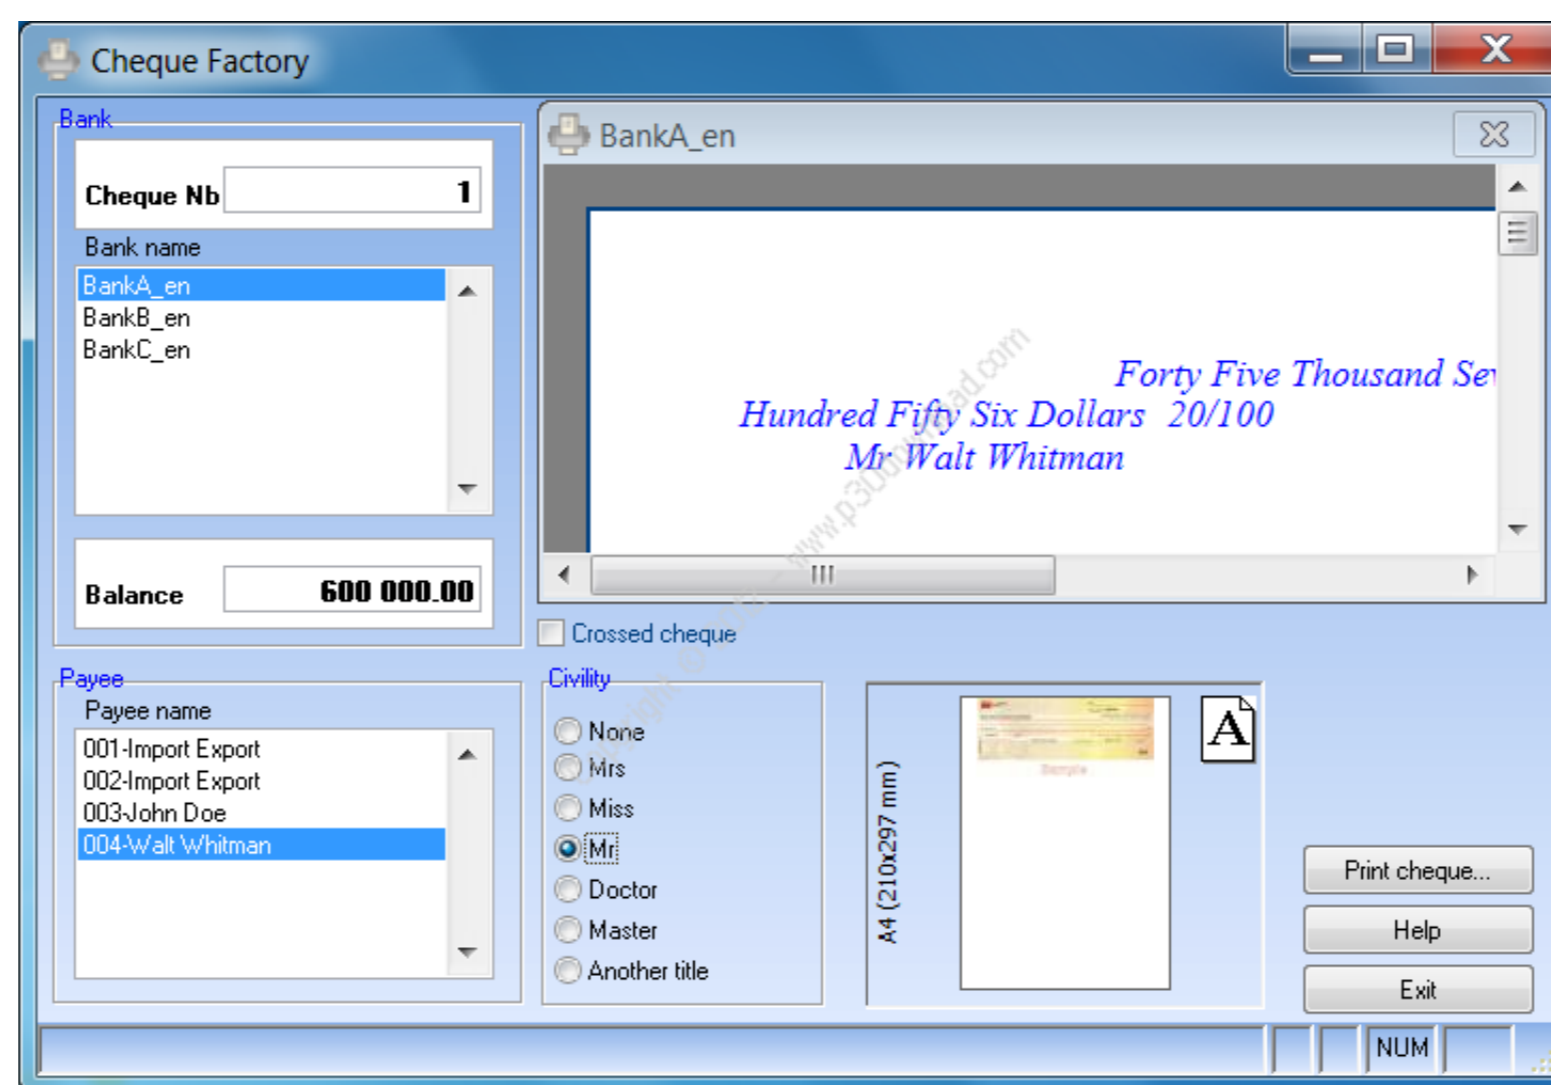 Cheque Factory
Bank
Cheque Nb 1
Bank name
BankA_en
BankB_en
BankC_en
Balance 600 000.00
BankA_en
Forty Five Thousand
Hundred Fifty Six Dollars 20/100
Mr Walt Whitman
Crossed cheque
Payee
Payee name
001-Import Export
002-Import Export
003-John Doe
004-Walt Whitman
Civility
None
Mrs
Miss
Mr
Doctor
Master
Another title
A4 (210x297 mm)
Sample
A
Print cheque...
Help
Exit
NUM